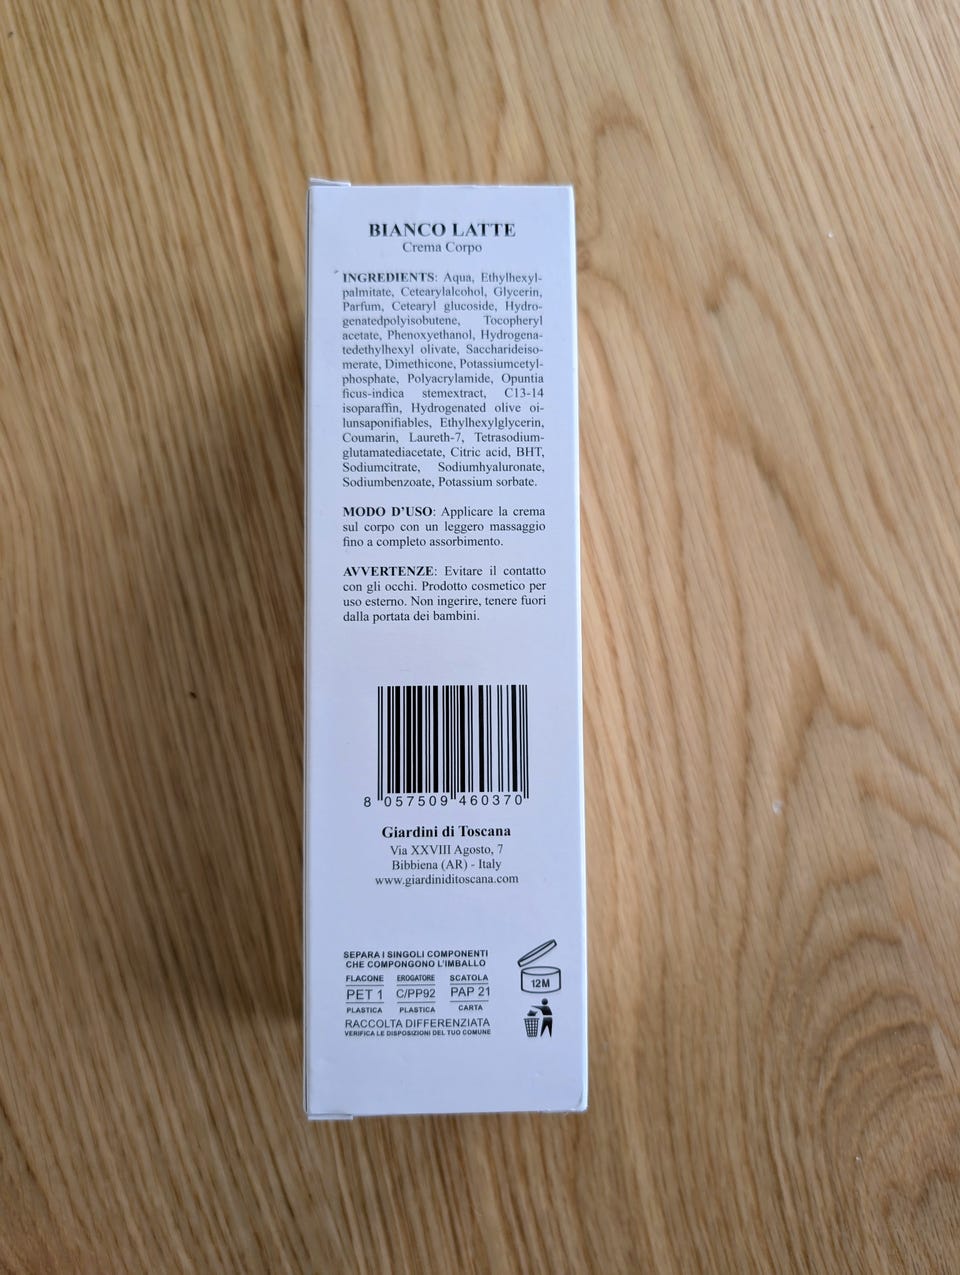 BIANCO LATTE
Crema Corpo
INGREDIENTS: Aqua, Ethylhexyl-
palmitate, Cetearylalcohol, Glycerin,
Parfum, Cetearyl glucoside, Hydro-
genatedpolyisobutene, Tocopheryl
acetate, Phenoxyethanol, Hydrogena-
tedethylhexyl olivate, Saccharideiso-
merate, Dimethicone, Potassiumcetyl-
phosphate, Polyacrylamide, Opuntia
ficus-indica stemextract, C13-14
isoparaffin, Hydrogenated olive oi-
lunsaponifiables, Ethylhexylglycerin,
Coumarin, Laureth-7, Tetrasodium-
glutamatediacetate, Citric acid, BHT,
Sodiumcitrate, Sodiumhyaluronate,
Sodiumbenzoate, Potassium sorbate.
MODO D'USO: Applicare la crema
sul corpo con un leggero massaggio
fino a completo assorbimento.
AVVERTENZE: Evitare il contatto
con gli occhi. Prodotto cosmetico per
uso esterno. Non ingerire, tenere fuori
dalla portata dei bambini.
8 057509 460370
Giardini di Toscana
Via XXVIII Agosto, 7
Bibbiena (AR) - Italy
www.giardiniditoscana.com
SEPARA I SINGOLI COMPONENTI
CHE COMPONGONO L'IMBALLO
FLACONE EROGATORE SCATOLA
PET 1 C/PP92 PAP 21
PLASTICA PLASTICA CARTA
RACCOLTA DIFFERENZIATA
VERIFICA LE DISPOSIZIONI DEL TUO COMUNE
12M